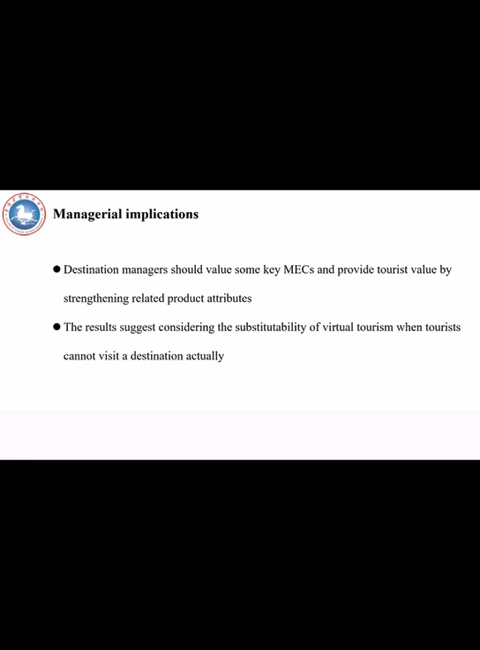 Managerial implications
● Destination managers should value some key MECs and provide tourist value by
strengthening related product attributes
● The results suggest considering the substitutability of virtual tourism when tourists
cannot visit a destination actually